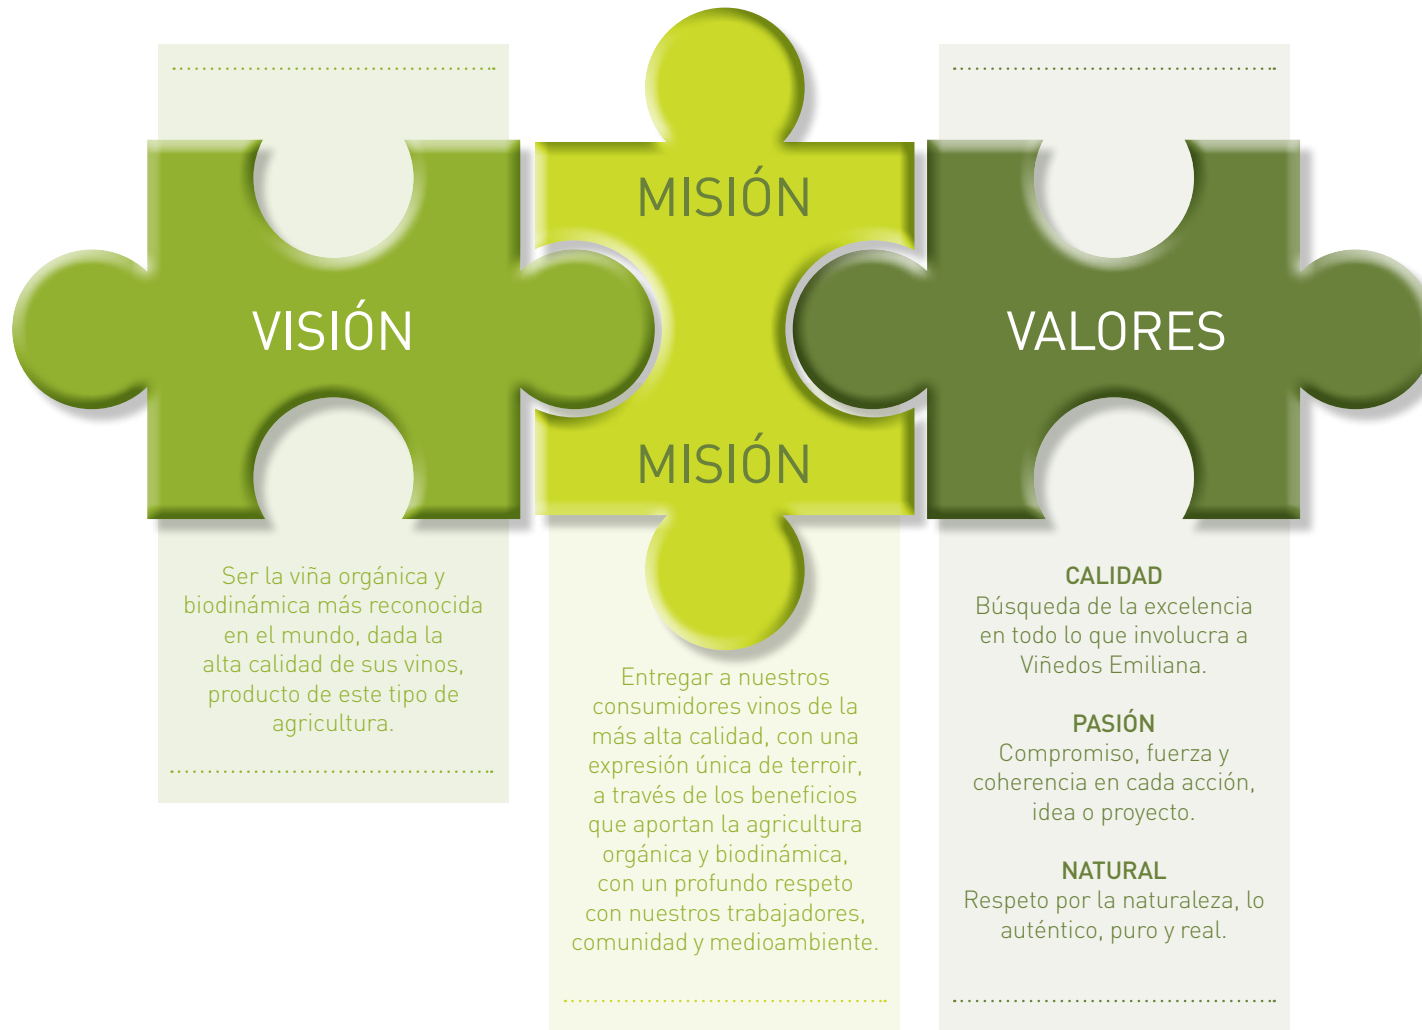 VISIÓN
Ser la viña orgánica y
biodinámica más reconocida
en el mundo, dada la
alta calidad de sus vinos,
producto de este tipo de
agricultura.
MISIÓN
MISIÓN
Entregar a nuestros
consumidores vinos de la
más alta calidad, con una
expresión única de terroir,
a través de los beneficios
que aportan la agricultura
orgánica y biodinámica,
con un profundo respeto
con nuestros trabajadores,
comunidad y medioambiente.
VALORES
CALIDAD
Búsqueda de la excelencia
en todo lo que involucra a
Viñedos Emiliana.
PASIÓN
Compromiso, fuerza y
coherencia en cada acción,
idea o proyecto.
NATURAL
Respeto por la naturaleza, lo
auténtico, puro y real.